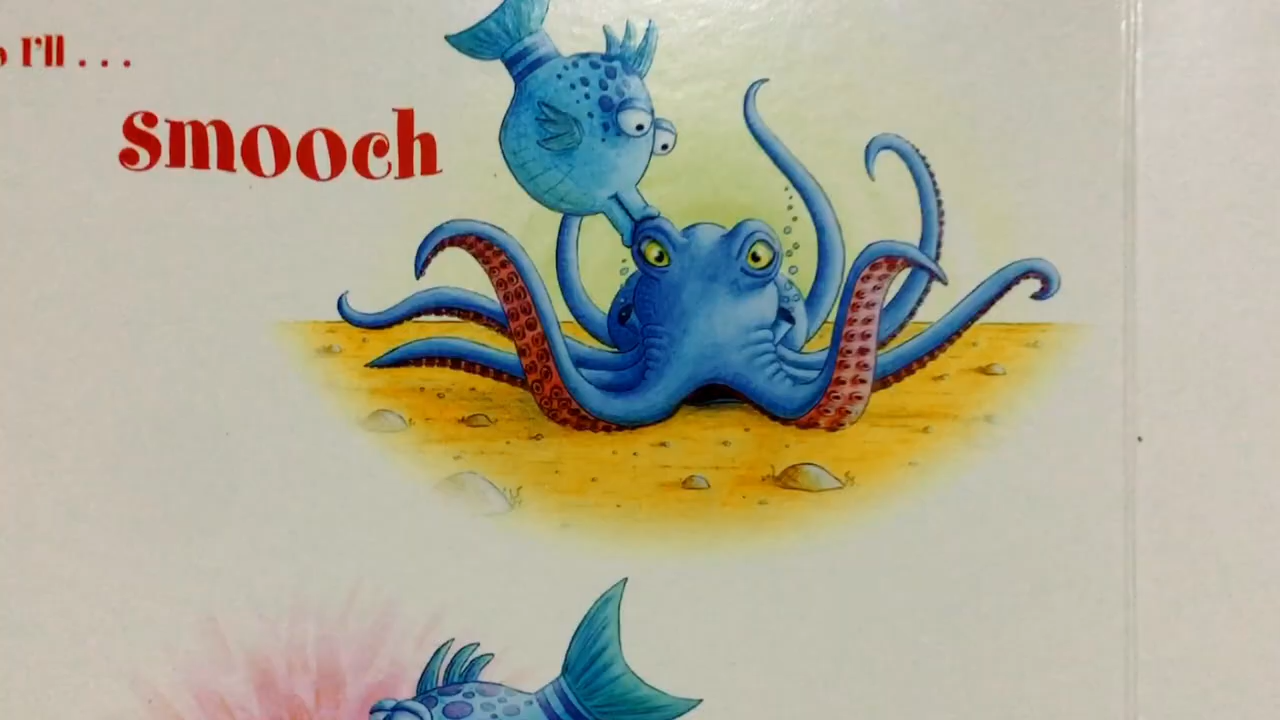 I'll . . .
smooch